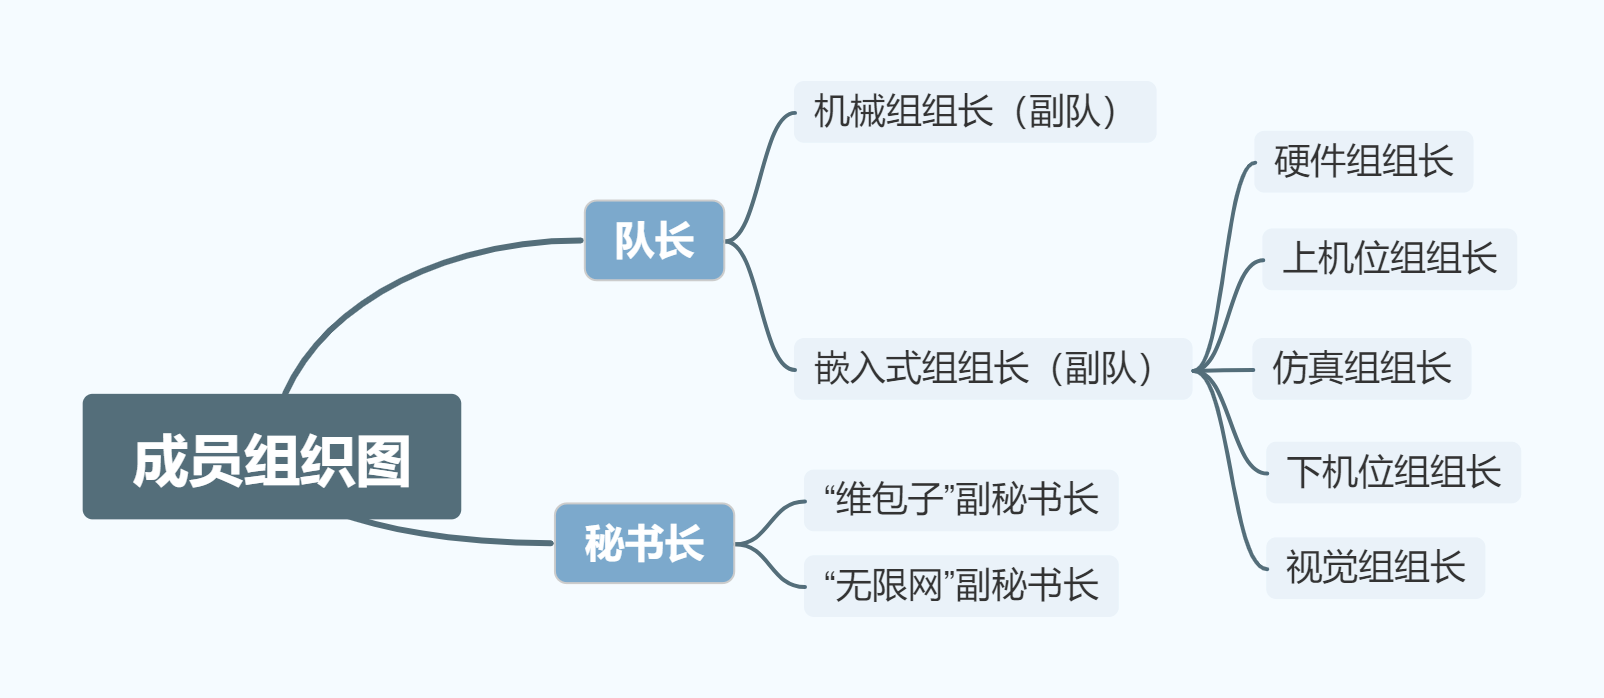 成员组织图
队长
机械组组长（副队）
嵌入式组组长（副队）
硬件组组长
上机位组组长
仿真组组长
下机位组组长
视觉组组长
秘书长
“维包子”副秘书长
“无限网”副秘书长